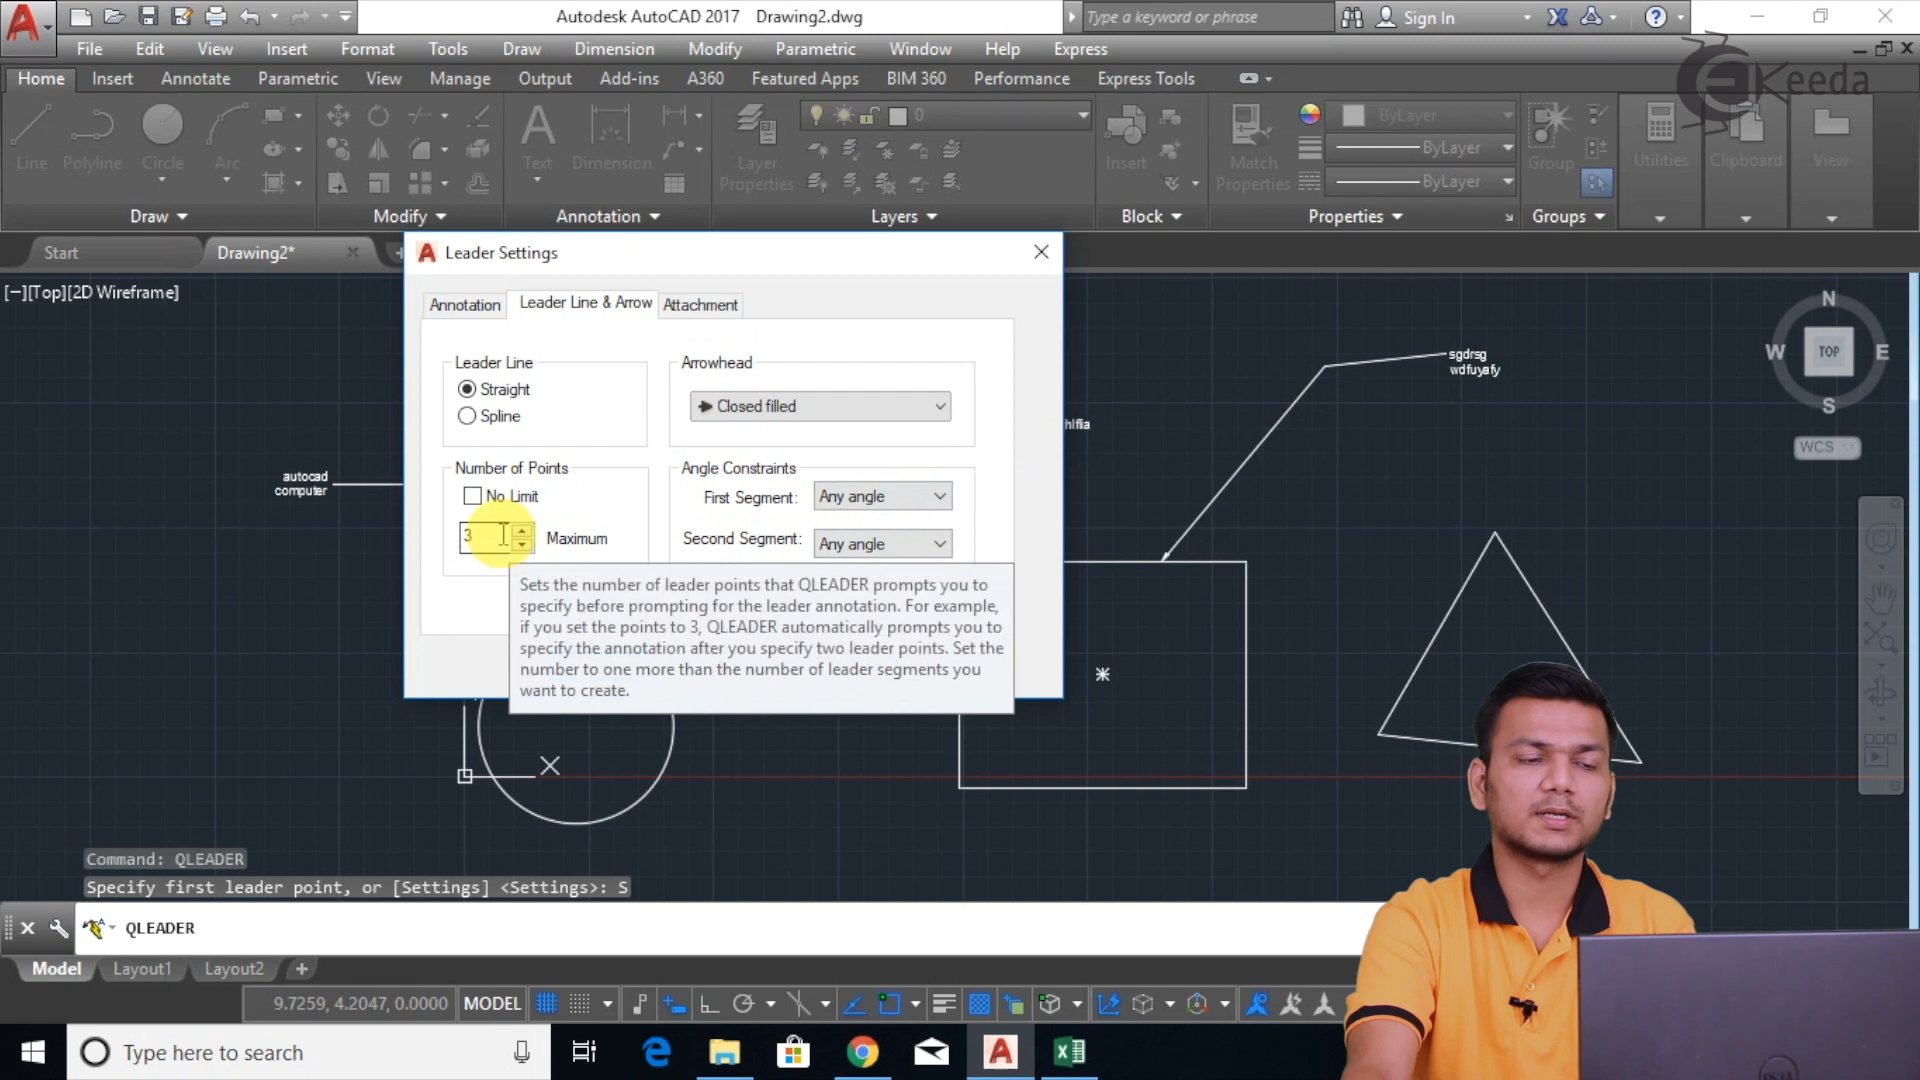 Autodesk AutoCAD 2017 Drawing2.dwg
Type a keyword or phrase
Sign In
File Edit View Insert Format Tools Draw Dimension Modify Parametric Window Help Express
Home Insert Annotate Parametric View Manage Output Add-ins A360 Featured Apps BIM 360 Performance Express Tools
Keeda
0
ByLayer
ByLayer
ByLayer
Line Polyline Circle Arc
Text Dimension
Layer
Properties
Insert
Match
Properties
Group Utilities Clipboard View
Draw Modify Annotation Layers Block Properties Groups
Start Drawing2*
[−][Top][2D Wireframe]
Leader Settings
Annotation Leader Line & Arrow Attachment
Leader Line
Straight
Spline
Arrowhead
Closed filled
Number of Points
No Limit
3 Maximum
Angle Constraints
First Segment: Any angle
Second Segment: Any angle
Sets the number of leader points that QLEADER prompts you to
specify before prompting for the leader annotation. For example,
if you set the points to 3, QLEADER automatically prompts you to
specify the annotation after you specify two leader points. Set the
number to one more than the number of leader segments you
want to create.
autocad
computer
sgdrsg
wdfuyafy
N
W TOP E
S
WCS
X
Command: QLEADER
Specify first leader point, or [Settings] <Settings>: S
QLEADER
Model Layout1 Layout2 +
9.7259, 4.2047, 0.0000 MODEL
Type here to search